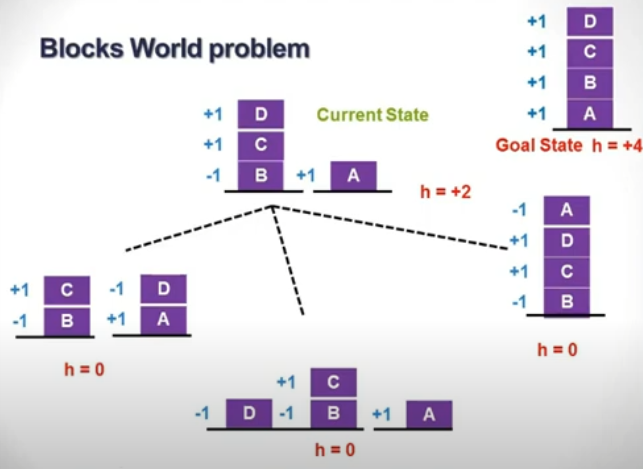 Blocks World problem
+1 D
+1 C
+1 B
+1 A
Goal State h = +4
Current State
+1 D
+1 C
-1 B +1 A
h = +2
-1 A
+1 D
+1 C
-1 B
h = 0
+1 C -1 D
-1 B +1 A
h = 0
+1 C
-1 D -1 B +1 A
h = 0